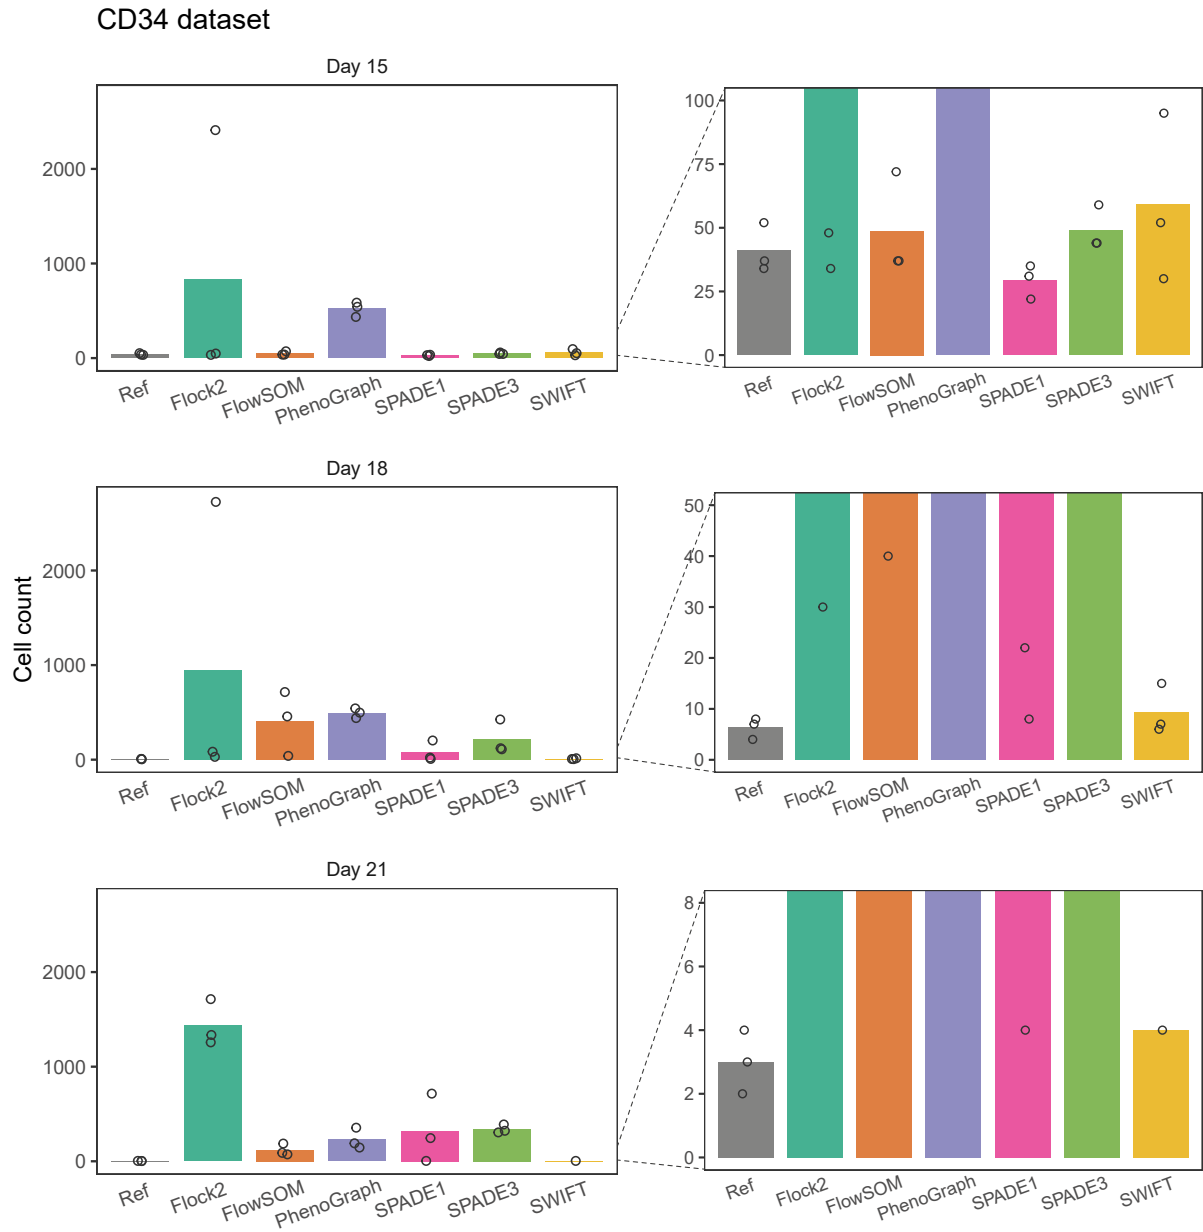 CD34 dataset
Day 15
2000
1000
0
Ref Flock2 FlowSOM PhenoGraph SPADE1 SPADE3 SWIFT
100
75
50
25
0
Ref Flock2 FlowSOM PhenoGraph SPADE1 SPADE3 SWIFT
Cell count
Day 18
2000
1000
0
Ref Flock2 FlowSOM PhenoGraph SPADE1 SPADE3 SWIFT
50
40
30
20
10
0
Ref Flock2 FlowSOM PhenoGraph SPADE1 SPADE3 SWIFT
Day 21
2000
1000
0
Ref Flock2 FlowSOM PhenoGraph SPADE1 SPADE3 SWIFT
8
6
4
2
0
Ref Flock2 FlowSOM PhenoGraph SPADE1 SPADE3 SWIFT